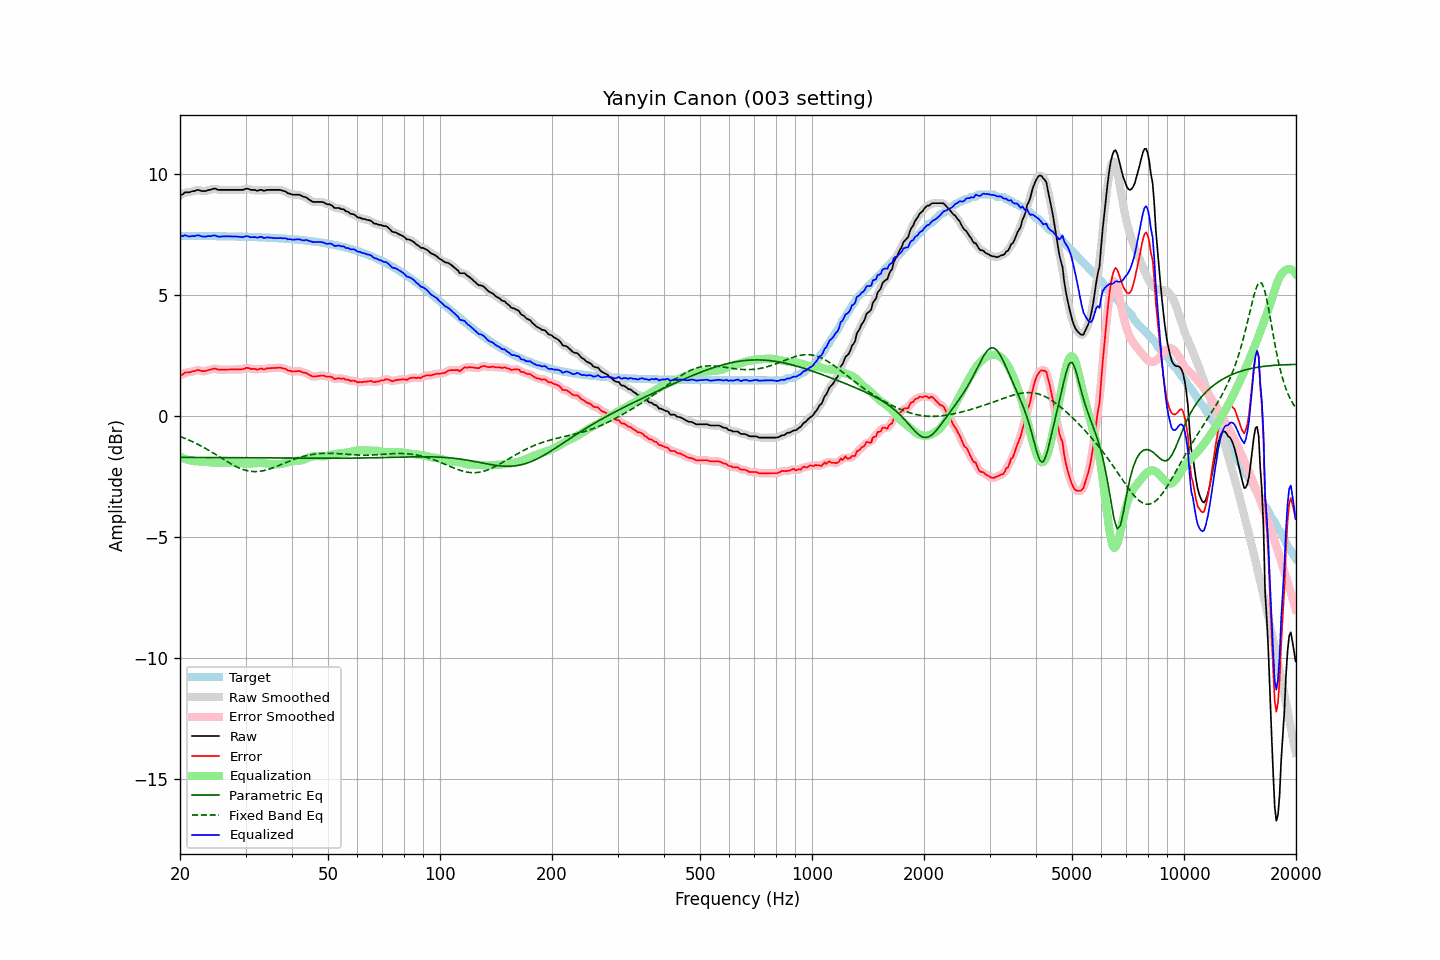 Yanyin Canon (003 setting)
Amplitude (dBr)
10
5
0
−5
−10
−15
Target
Raw Smoothed
Error Smoothed
Raw
Error
Equalization
Parametric Eq
Fixed Band Eq
Equalized
20 50 100 200 500 1000 2000 5000 10000 20000
Frequency (Hz)